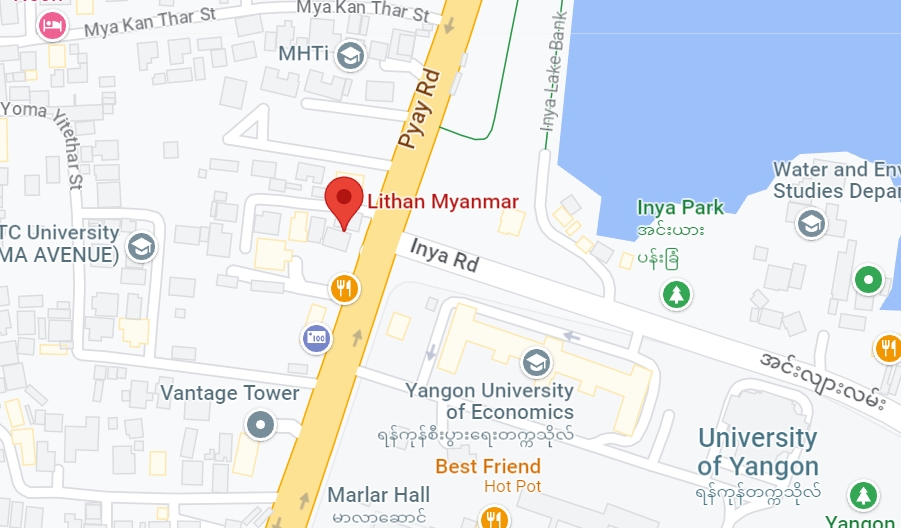 Mya Kan Thar St
Mya Kan Thar St
MHTi
Pyay Rd
Inya-Lake-Bank
Yoma Yitethar St
Lithan Myanmar
Water and Env
Studies Depar
Inya Park
အင်းယား
ပန်းခြံ
TC University
MA AVENUE)
Inya Rd
100
အင်းလျားလမ်း
Vantage Tower
Yangon University
of Economics
ရန်ကုန်စီးပွားရေးတက္ကသိုလ်
University
of Yangon
ရန်ကုန်တက္ကသိုလ်
Best Friend
Hot Pot
Marlar Hall
မာလာဆောင်
Yangon